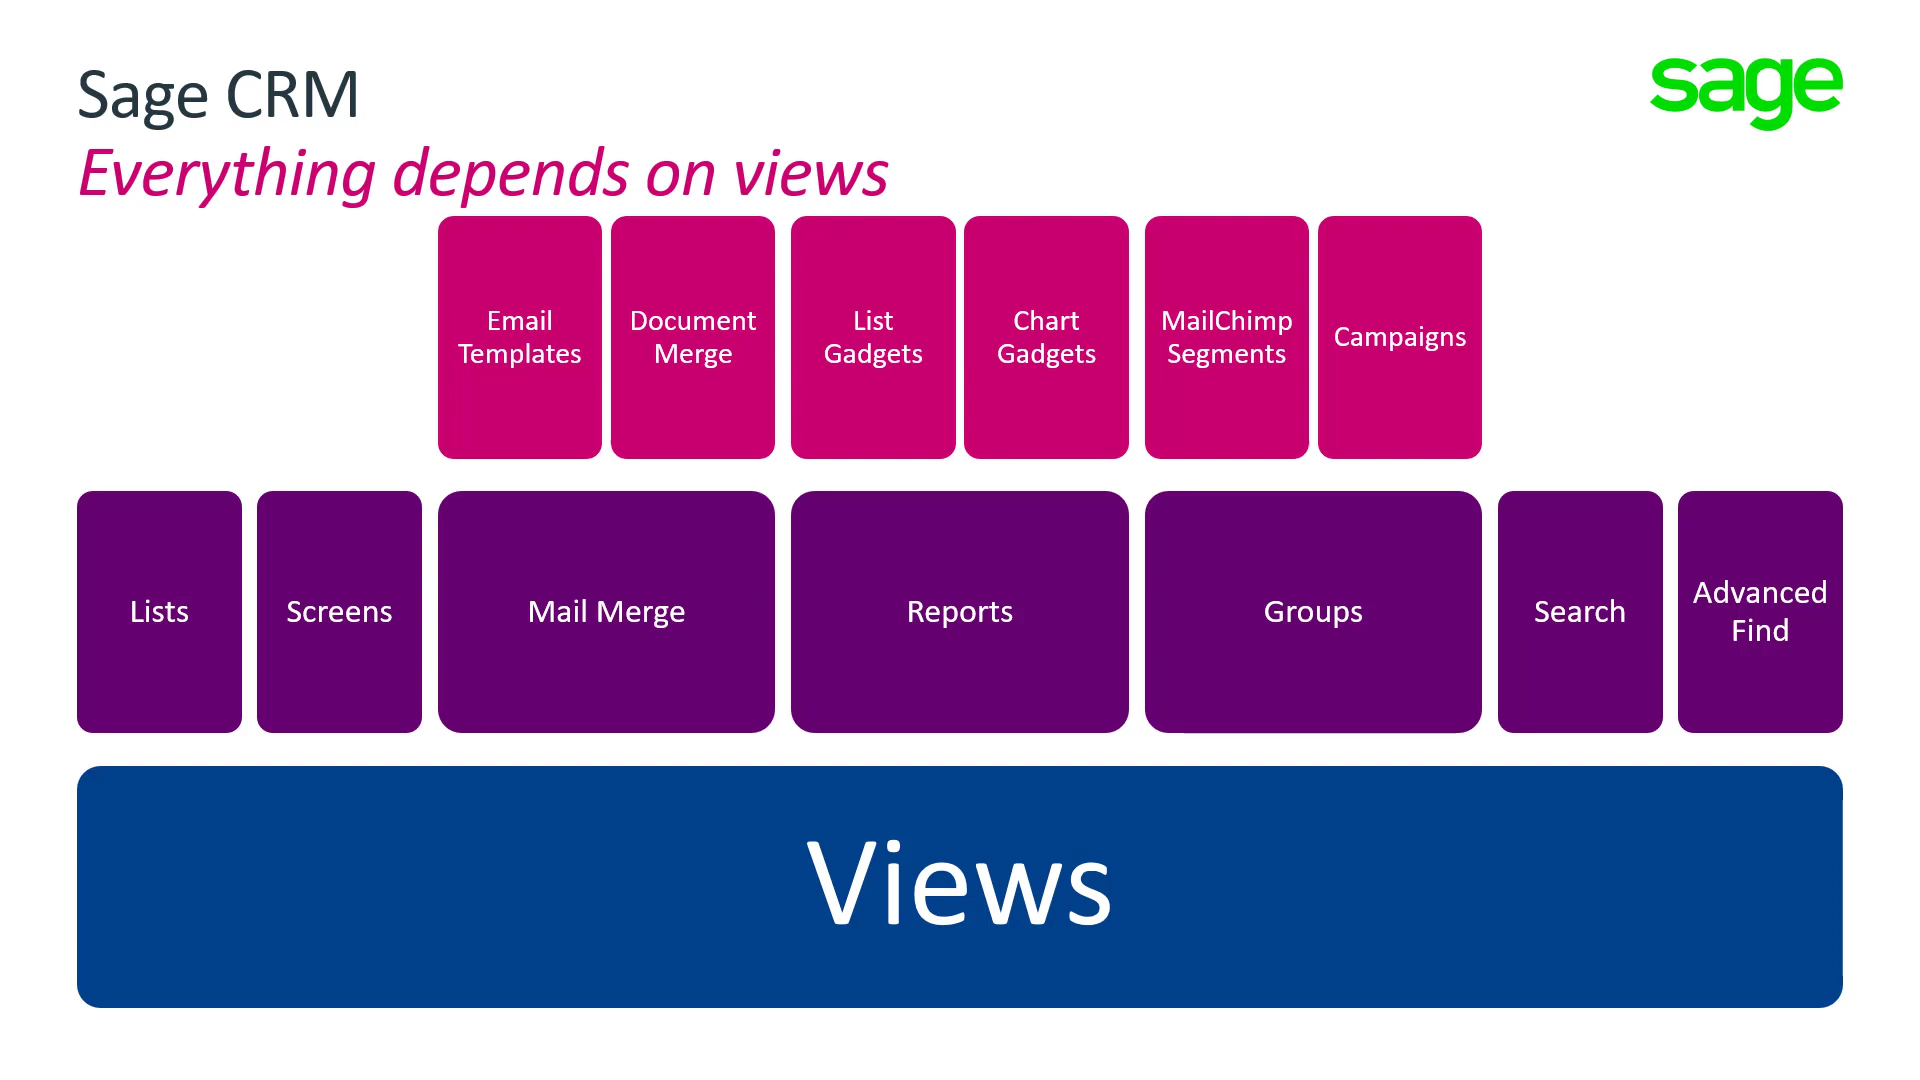 Sage CRM
sage
Everything depends on views
Email
Templates
Document
Merge
List
Gadgets
Chart
Gadgets
MailChimp
Segments
Campaigns
Lists
Screens
Mail Merge
Reports
Groups
Search
Advanced
Find
Views